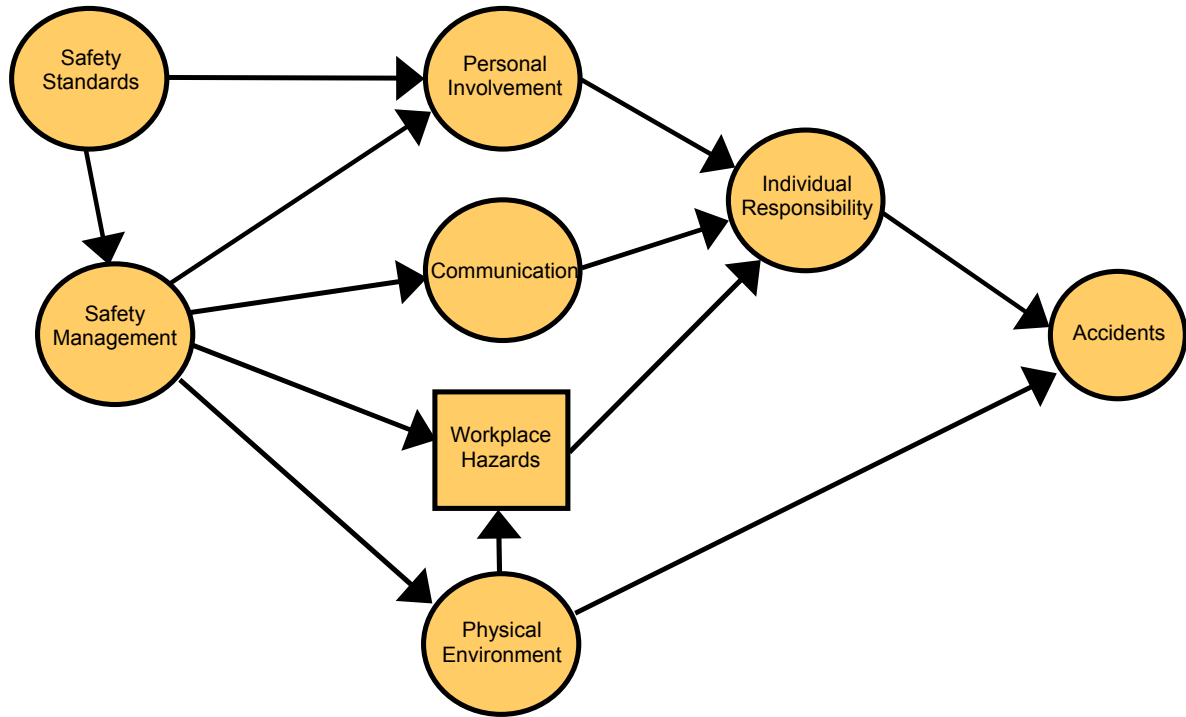 Safety
Standards
Personal
Involvement
Individual
Responsibility
Communication
Safety
Management
Accidents
Workplace
Hazards
Physical
Environment